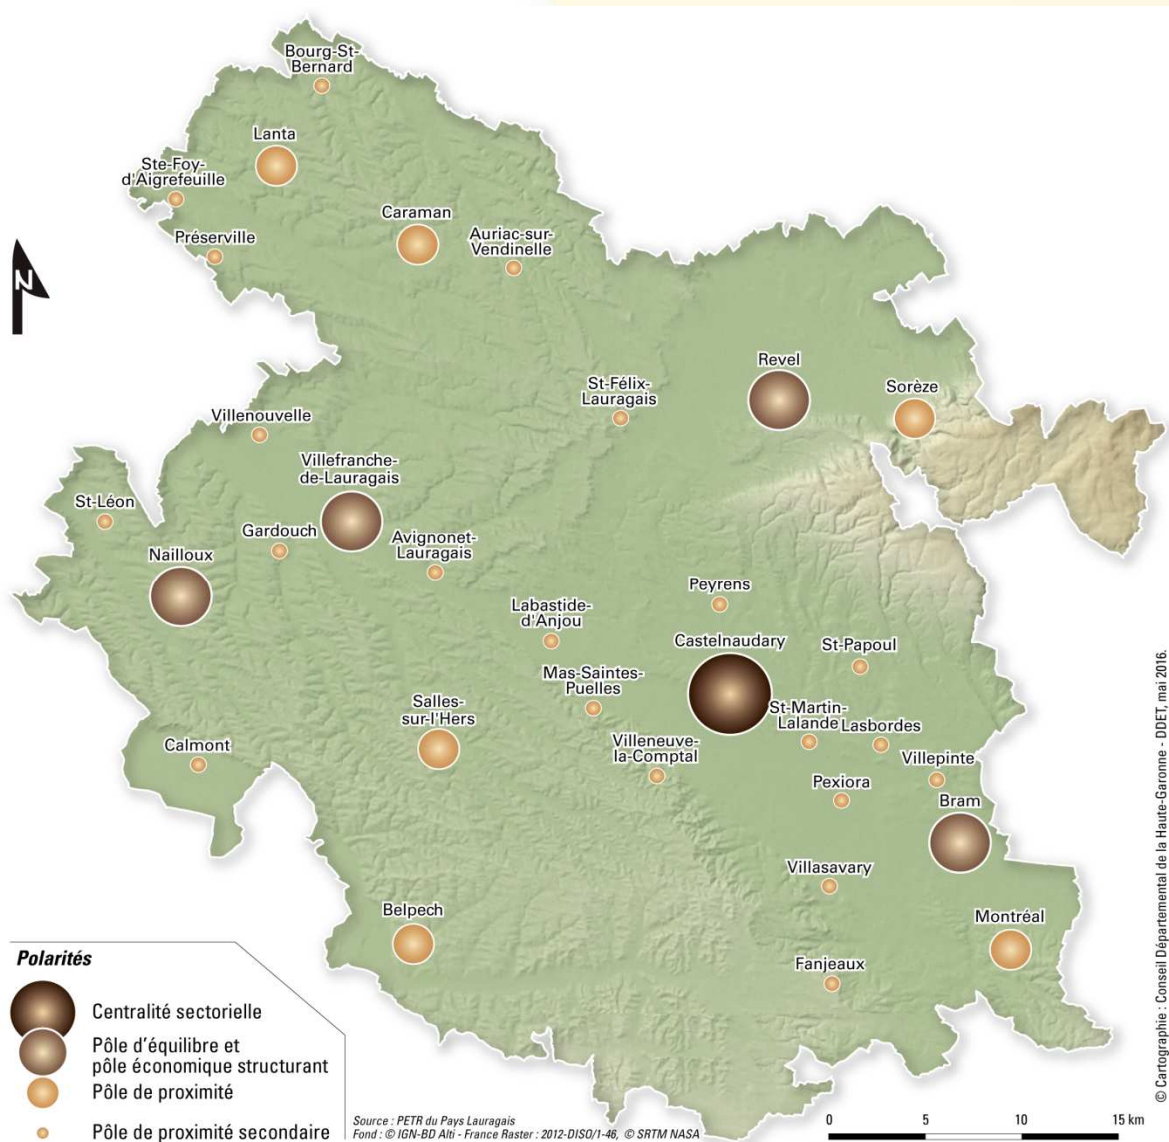 Bourg-St-
Bernard
Lanta
Ste-Foy-
d'Aigrefeuille
Caraman
Auriac-sur-
Vendinelle
Préserville
N
Revel
St-Félix-
Lauragais
Sorèze
Villenouvelle
Villefranche-
de-Lauragais
St-Léon
Gardouch
Avignonet-
Lauragais
Nailloux
Peyrens
Labastide-
d'Anjou
Castelnaudary
St-Papoul
Mas-Saintes-
Puelles
Salles-
sur-l'Hers
St-Martin-
Lalande
Lasbordes
Calmont
Villeneuve-
la-Comptal
Villepinte
Pexiora
Bram
Villasavary
Belpech
Montréal
Fanjeaux
Polarités
Centralité sectorielle
Pôle d'équilibre et
pôle économique structurant
Pôle de proximité
Pôle de proximité secondaire
Source : PETR du Pays Lauragais
Fond : © IGN-BD Alti - France Raster : 2012-DISO/1-46, © SRTM NASA
0 5 10 15 km
© Cartographie : Conseil Départemental de la Haute-Garonne - DDET, mai 2016.